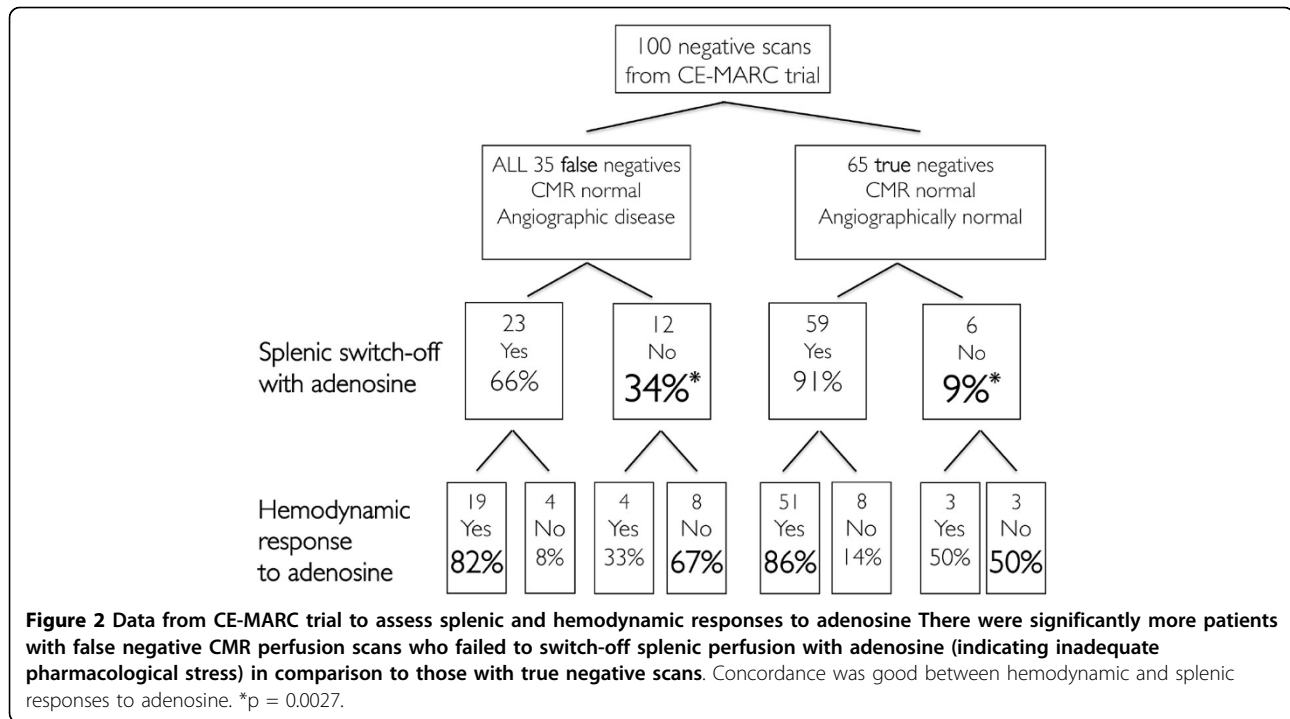 100 negative scans
from CE-MARC trial
ALL 35 false negatives
CMR normal
Angiographic disease
65 true negatives
CMR normal
Angiographically normal
Splenic switch-off
with adenosine
23
Yes
66%
12
No
34%*
59
Yes
91%
6
No
9%*
Hemodynamic
response
to adenosine
19
Yes
82%
4
No
8%
4
Yes
33%
8
No
67%
51
Yes
86%
8
No
14%
3
Yes
50%
3
No
50%
Figure 2 Data from CE-MARC trial to assess splenic and hemodynamic responses to adenosine There were significantly more patients
with false negative CMR perfusion scans who failed to switch-off splenic perfusion with adenosine (indicating inadequate
pharmacological stress) in comparison to those with true negative scans. Concordance was good between hemodynamic and splenic
responses to adenosine. *p = 0.0027.